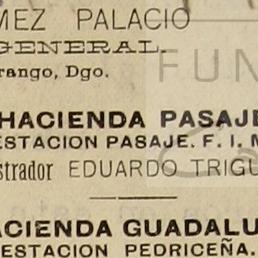 MEZ PALACIO
GENERAL.
rango, Dgo.
HACIENDA PASAJE
ESTACION PASAJE. F. I. M
strador EDUARDO TRIGU
ACIENDA GUADALU
ESTACION PEDRICEÑA.
FUN